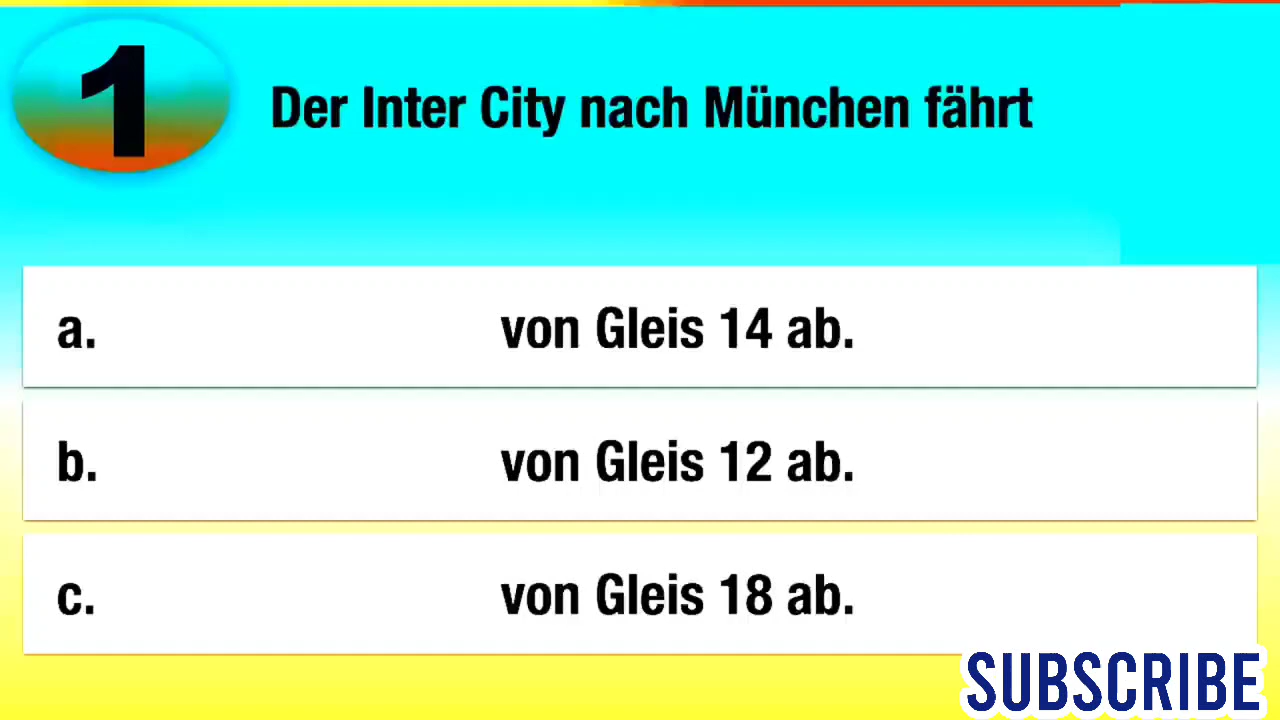 1
Der Inter City nach München fährt
a. von Gleis 14 ab.
b. von Gleis 12 ab.
c. von Gleis 18 ab.
SUBSCRIBE